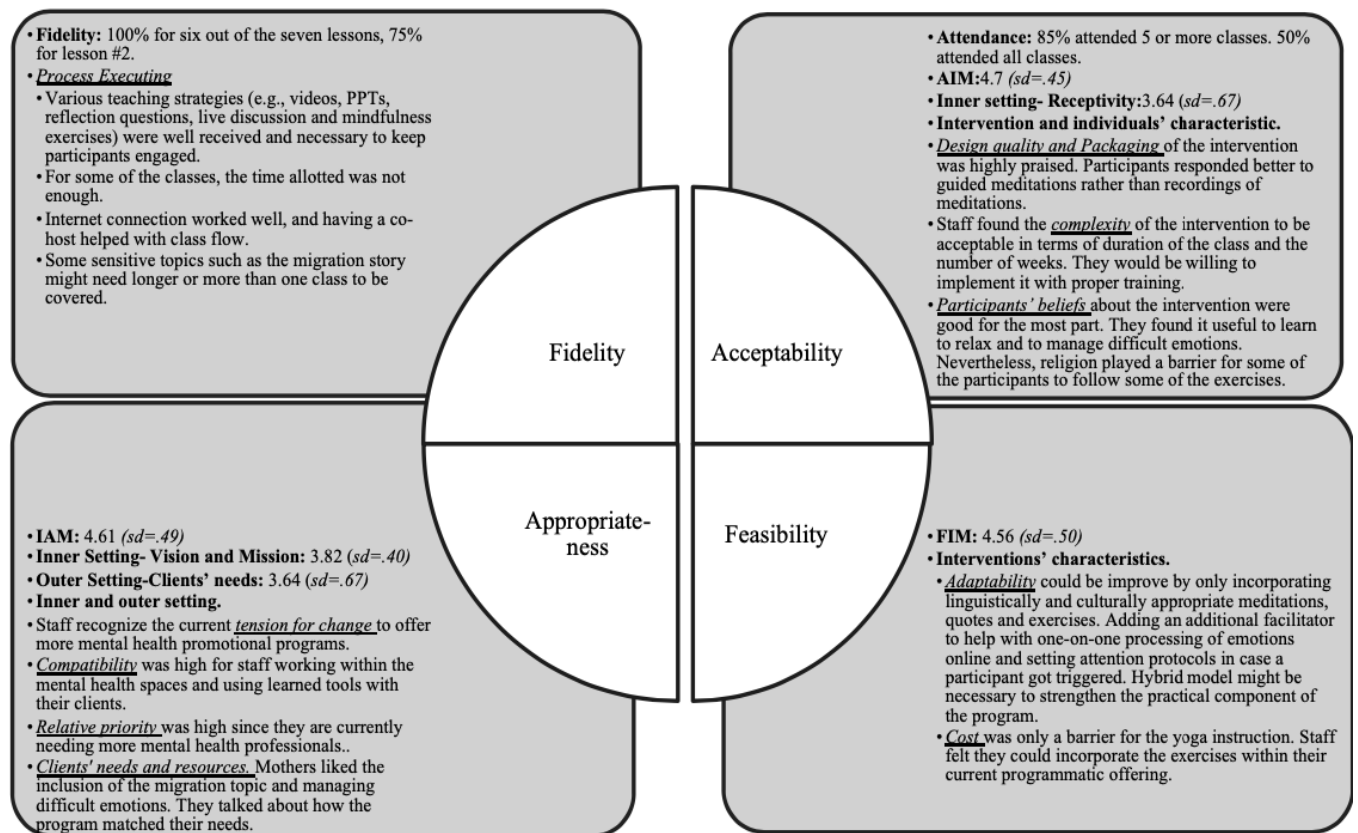 • Fidelity: 100% for six out of the seven lessons, 75%
for lesson #2.
• Process Executing
• Various teaching strategies (e.g., videos, PPTs,
reflection questions, live discussion and mindfulness
exercises) were well received and necessary to keep
participants engaged.
• For some of the classes, the time allotted was not
enough.
• Internet connection worked well, and having a co-
host helped with class flow.
• Some sensitive topics such as the migration story
might need longer or more than one class to be
covered.
• Attendance: 85% attended 5 or more classes. 50%
attended all classes.
• AIM:4.7 (sd=.45)
• Inner setting- Receptivity:3.64 (sd=.67)
• Intervention and individuals' characteristic.
• Design quality and Packaging of the intervention
was highly praised. Participants responded better to
guided meditations rather than recordings of
meditations.
• Staff found the complexity of the intervention to be
acceptable in terms of duration of the class and the
number of weeks. They would be willing to
implement it with proper training.
• Participants' beliefs about the intervention were
good for the most part. They found it useful to learn
to relax and to manage difficult emotions.
Nevertheless, religion played a barrier for some of
the participants to follow some of the exercises.
Fidelity
Acceptability
Appropriate-
ness
Feasibility
• IAM: 4.61 (sd=.49)
• Inner Setting- Vision and Mission: 3.82 (sd=.40)
• Outer Setting-Clients' needs: 3.64 (sd=.67)
• Inner and outer setting.
• Staff recognize the current tension for change to offer
more mental health promotional programs.
• Compatibility was high for staff working within the
mental health spaces and using learned tools with
their clients.
• Relative priority was high since they are currently
needing more mental health professionals..
• Clients' needs and resources. Mothers liked the
inclusion of the migration topic and managing
difficult emotions. They talked about how the
program matched their needs.
• FIM: 4.56 (sd=.50)
• Interventions' characteristics.
• Adaptability could be improve by only incorporating
linguistically and culturally appropriate meditations,
quotes and exercises. Adding an additional facilitator
to help with one-on-one processing of emotions
online and setting attention protocols in case a
participant got triggered. Hybrid model might be
necessary to strengthen the practical component of
the program.
• Cost was only a barrier for the yoga instruction. Staff
felt they could incorporate the exercises within their
current programmatic offering.